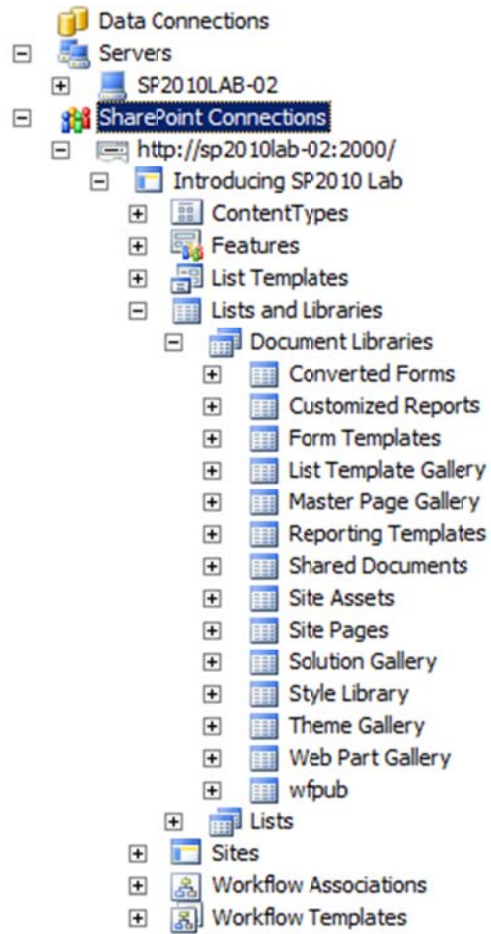 Data Connections
Servers
SP2010LAB-02
SharePoint Connections
http://sp2010lab-02:2000/
Introducing SP2010 Lab
ContentTypes
Features
List Templates
Lists and Libraries
Document Libraries
Converted Forms
Customized Reports
Form Templates
List Template Gallery
Master Page Gallery
Reporting Templates
Shared Documents
Site Assets
Site Pages
Solution Gallery
Style Library
Theme Gallery
Web Part Gallery
wfpub
Lists
Sites
Workflow Associations
Workflow Templates